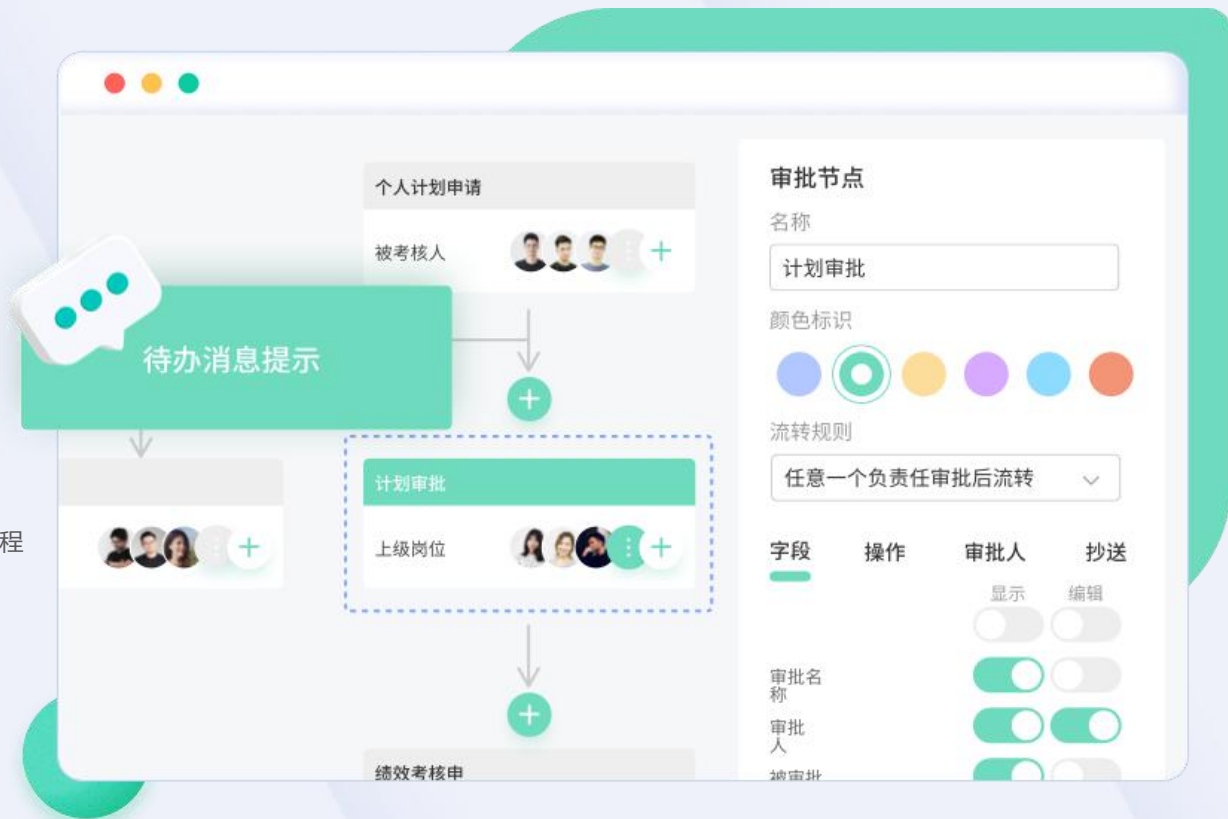 个人计划申请
被考核人
待办消息提示
计划审批
上级岗位
程
绩效考核申
审批节点
名称
计划审批
颜色标识
流转规则
任意一个负责任审批后流转
字段 操作 审批人 抄送
显示 编辑
审批名
称
审批
人
被审批